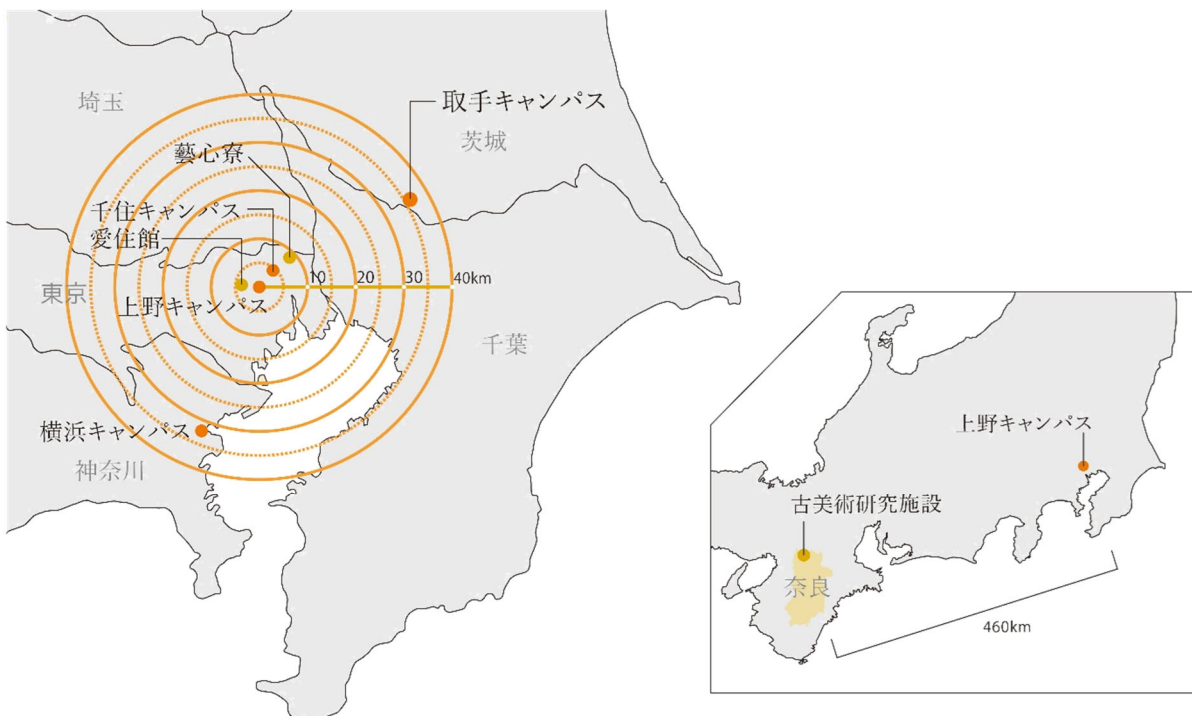 埼玉
取手キャンパス
茨城
藝心寮
千住キャンパス
愛住館
10
20
30
40km
東京
上野キャンパス
千葉
横浜キャンパス
神奈川
上野キャンパス
古美術研究施設
奈良
460km